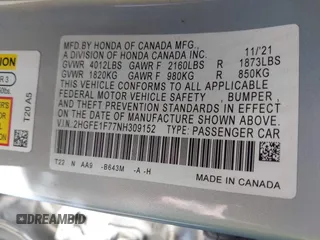 MFD.BY HONDA OF CANADA MFG.,
A DIVISION OF HONDA CANADA INC. 11/'21
GVWR 4012LBS GAWR F 2160LBS R 1873LBS
GVWR 1820KG GAWR F 980KG R 850KG
THIS VEHICLE CONFORMS TO ALL APPLICABLE
FEDERAL MOTOR VEHICLE SAFETY, BUMPER,
AND THEFT PREVENTION STANDARDS IN EFFECT
ON THE DATE OF MANUFACTURE SHOWN ABOVE.
V.I.N.:2HGFE1F77NH309152 TYPE: PASSENGER CAR
T22 N AA9 -B643M -A -H
MADE IN CANADA
T20 A5
DREAMBID